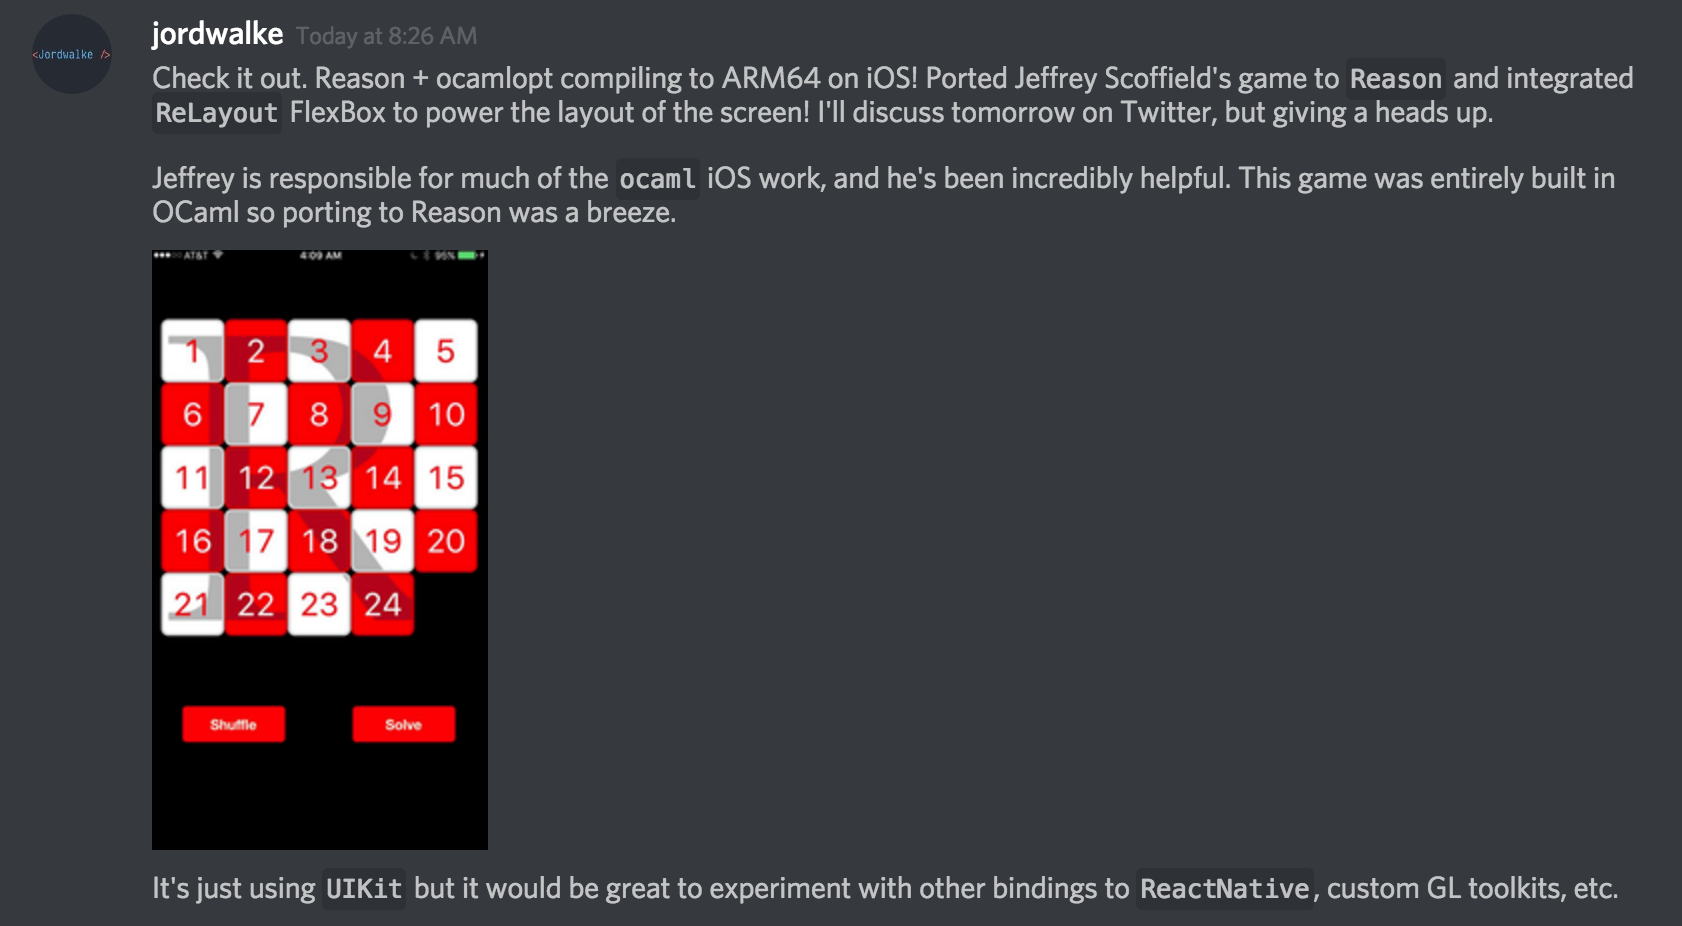 <Jordwalke />
jordwalke Today at 8:26 AM
Check it out. Reason + ocamlopt compiling to ARM64 on iOS! Ported Jeffrey Scoffield's game to Reason and integrated
ReLayout FlexBox to power the layout of the screen! I'll discuss tomorrow on Twitter, but giving a heads up.
Jeffrey is responsible for much of the ocaml iOS work, and he's been incredibly helpful. This game was entirely built in
OCaml so porting to Reason was a breeze.
AT&T 4:09 AM 95%
1 2 3 4 5
6 7 8 9 10
11 12 13 14 15
16 17 18 19 20
21 22 23 24
R
Shuffle Solve
It's just using UIKit but it would be great to experiment with other bindings to ReactNative, custom GL toolkits, etc.